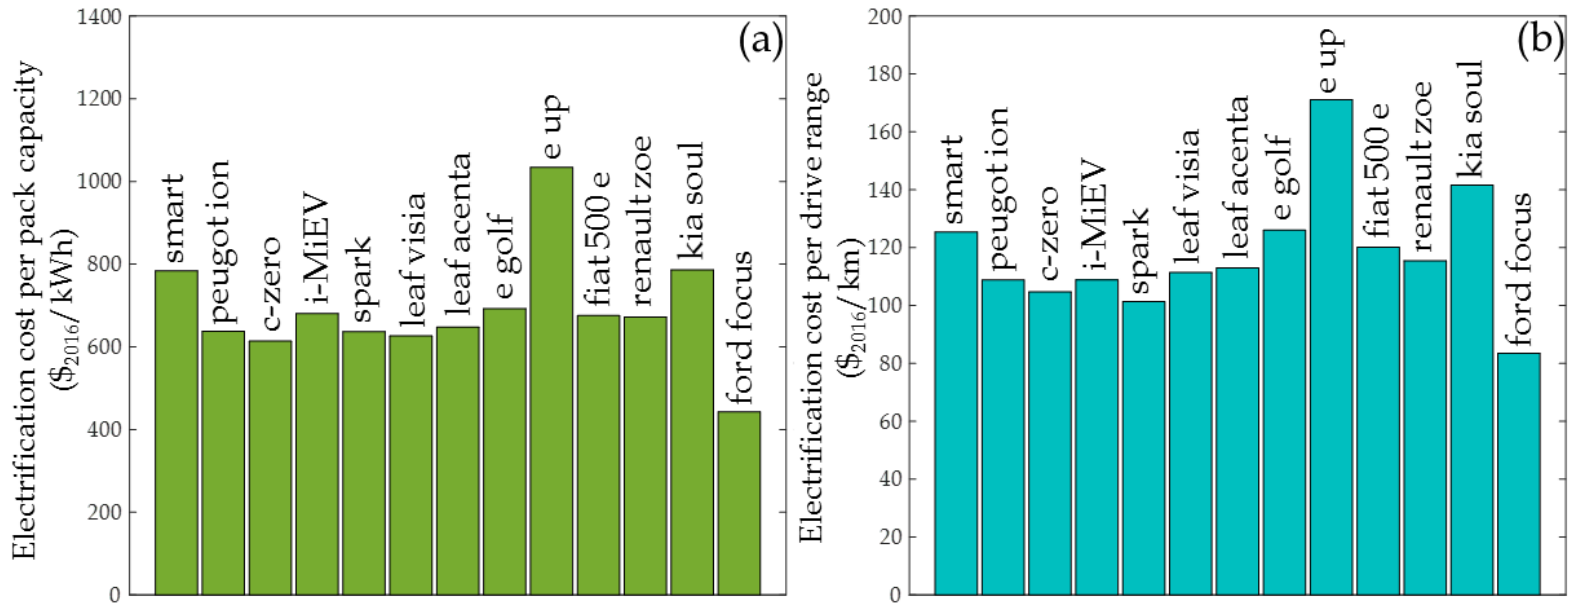 (a)
Electrification cost per pack capacity
($2016/kWh)
1400
1200
1000
800
600
400
200
0
smart
peugot ion
c-zero
i-MiEV
spark
leaf visia
leaf acenta
e golf
e up
fiat 500 e
renault zoe
kia soul
ford focus
(b)
Electrification cost per drive range
($2016/km)
200
180
160
140
120
100
80
60
40
20
0
smart
peugot ion
c-zero
i-MiEV
spark
leaf visia
leaf acenta
e golf
e up
fiat 500 e
renault zoe
kia soul
ford focus